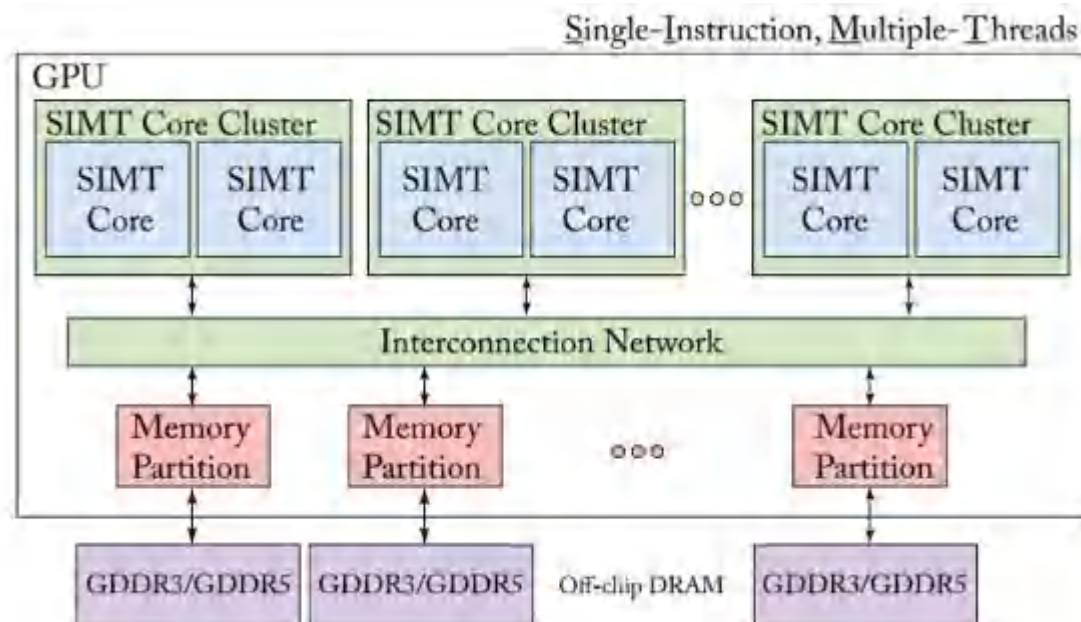 Single-Instruction, Multiple-Threads
GPU
SIMT Core Cluster
SIMT Core
SIMT Core
SIMT Core Cluster
SIMT Core
SIMT Core
SIMT Core Cluster
SIMT Core
SIMT Core
Interconnection Network
Memory Partition
Memory Partition
Memory Partition
GDDR3/GDDR5
GDDR3/GDDR5
Off-chip DRAM
GDDR3/GDDR5